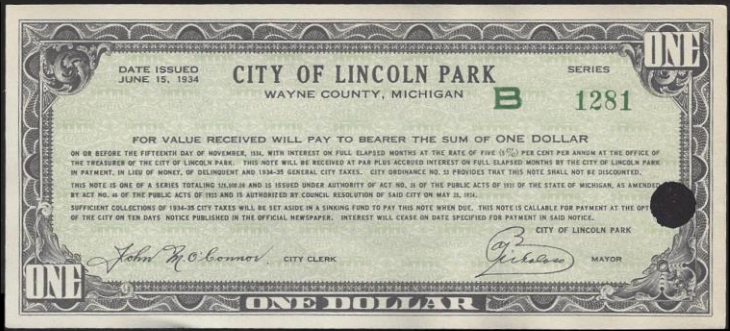 ONE
DATE ISSUED
JUNE 15, 1934
CITY OF LINCOLN PARK
WAYNE COUNTY, MICHIGAN
SERIES
B 1281
FOR VALUE RECEIVED WILL PAY TO BEARER THE SUM OF ONE DOLLAR
ON OR BEFORE THE FIFTEENTH DAY OF NOVEMBER, 1934, WITH INTEREST ON FULL ELAPSED MONTHS AT THE RATE OF FIVE (5%) PER CENT PER ANNUM AT THE OFFICE OF
THE TREASURER OF THE CITY OF LINCOLN PARK. THIS NOTE WILL BE RECEIVED AT PAR PLUS ACCRUED INTEREST ON FULL ELAPSED MONTHS BY THE CITY OF LINCOLN PARK
IN PAYMENT, IN LIEU OF MONEY, OF DELINQUENT AND 1934-35 GENERAL CITY TAXES. CITY ORDINANCE NO. 53 PROVIDES THAT THIS NOTE SHALL NOT BE DISCOUNTED.
THIS NOTE IS ONE OF A SERIES TOTALING AND IS ISSUED UNDER AUTHORITY OF ACT NO. OF THE PUBLIC ACTS OF OF THE STATE OF MICHIGAN, AS AMENDED
BY ACT NO. OF THE PUBLIC ACTS OF 1933 AND IS AUTHORIZED BY COUNCIL RESOLUTION OF SAID CITY ON MAY 1934.
SUFFICIENT COLLECTIONS OF 1934-35 CITY TAXES WILL BE SET ASIDE IN A SINKING FUND TO PAY THIS NOTE WHEN DUE. THIS NOTE IS CALLABLE FOR PAYMENT AT THE OPT
OF THE CITY ON TEN DAYS NOTICE PUBLISHED IN THE OFFICIAL NEWSPAPER. INTEREST WILL CEASE ON DATE SPECIFIED FOR PAYMENT IN SAID NOTICE.
CITY OF LINCOLN PARK
John M. O'Connor CITY CLERK
MAYOR
ONE
ONE DOLLAR